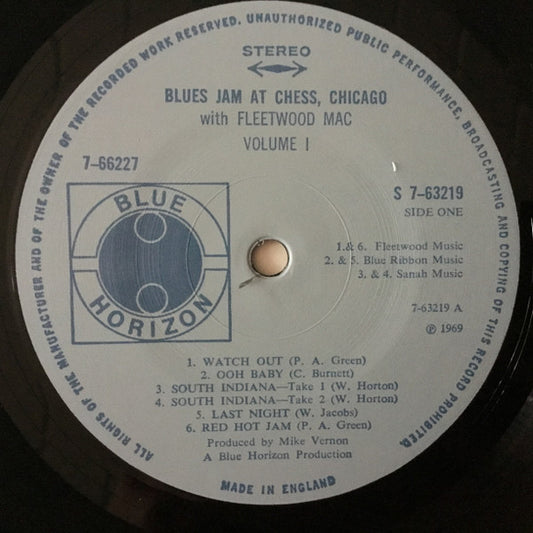 ALL RIGHTS OF THE MANUFACTURER AND OF THE OWNER OF THE RECORDED WORK RESERVED. UNAUTHORIZED PUBLIC PERFORMANCE, BROADCASTING AND COPYING OF THIS RECORD PROHIBITED.
STEREO
BLUES JAM AT CHESS, CHICAGO
with FLEETWOOD MAC
VOLUME I
7-66227
S 7-63219
SIDE ONE
BLUE
HORIZON
1.& 6. Fleetwood Music
2. & 5. Blue Ribbon Music
3. & 4. Sanah Music
7-63219 A
℗ 1969
1. WATCH OUT (P. A. Green)
2. OOH BABY (C. Burnett)
3. SOUTH INDIANA—Take 1 (W. Horton)
4. SOUTH INDIANA—Take 2 (W. Horton)
5. LAST NIGHT (W. Jacobs)
6. RED HOT JAM (P. A. Green)
Produced by Mike Vernon
A Blue Horizon Production
MADE IN ENGLAND